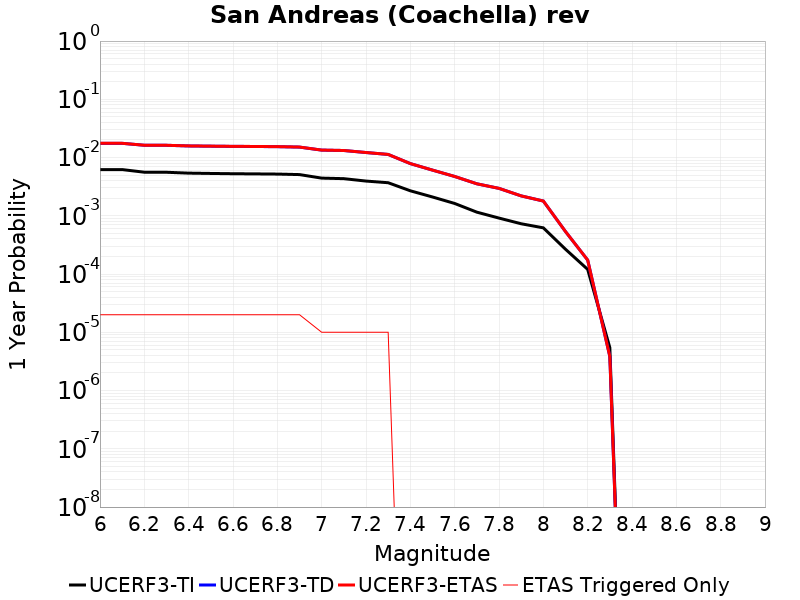 San Andreas (Coachella) rev
10^0
10^-1
10^-2
10^-3
10^-4
10^-5
10^-6
10^-7
10^-8
1 Year Probability
6 6.2 6.4 6.6 6.8 7 7.2 7.4 7.6 7.8 8 8.2 8.4 8.6 8.8 9
Magnitude
UCERF3-TI UCERF3-TD UCERF3-ETAS ETAS Triggered Only